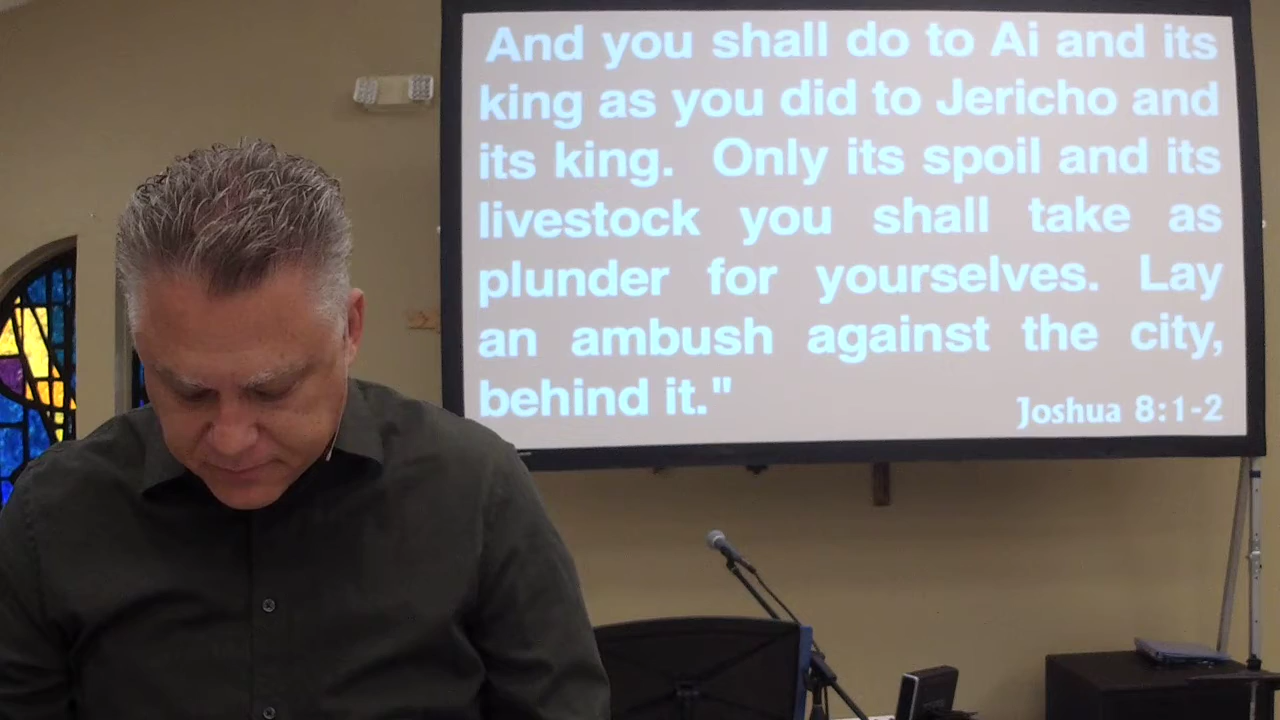 And you shall do to Ai and its
king as you did to Jericho and
its king. Only its spoil and its
livestock you shall take as
plunder for yourselves. Lay
an ambush against the city,
behind it."
Joshua 8:1-2